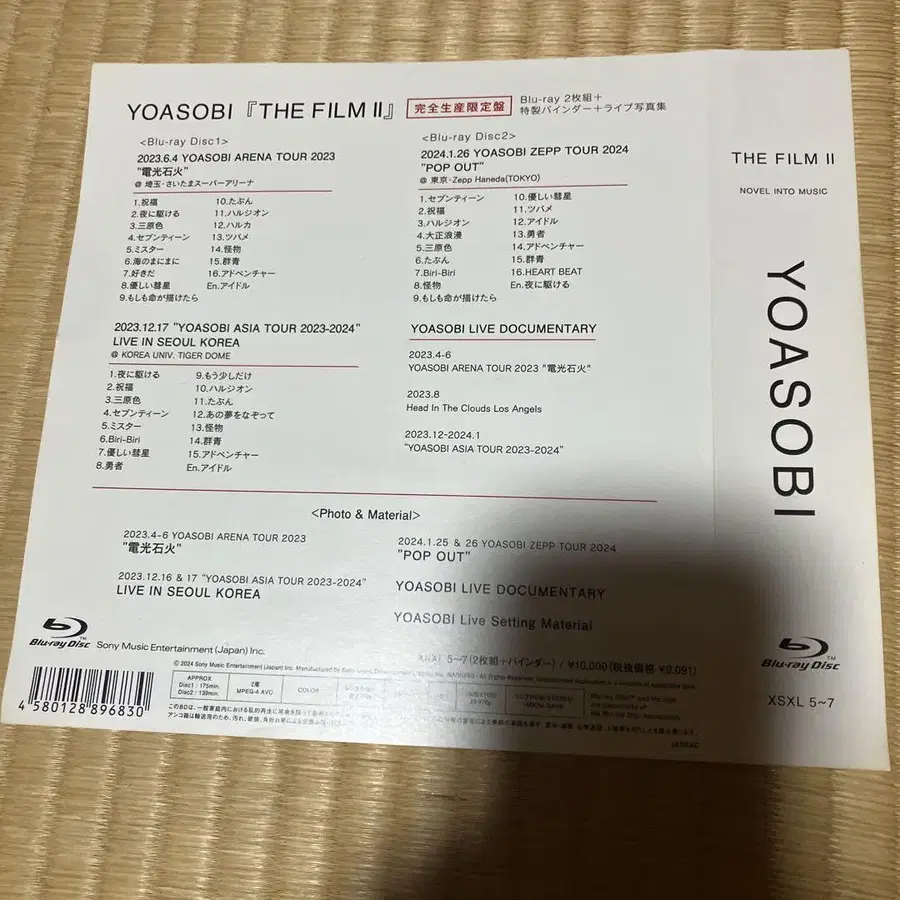 YOASOBI『THE FILM II』 完全生産限定盤 Blu-ray 2枚組＋
特製バインダー＋ライブ写真集
<Blu-ray Disc1>
2023.6.4 YOASOBI ARENA TOUR 2023
"電光石火"
@ 埼玉・さいたまスーパーアリーナ
1.祝福
2.夜に駆ける
3.三原色
4.セブンティーン
5.ミスター
6.海のまにまに
7.好きだ
8.優しい彗星
9.もしも命が描けたら
10.たぶん
11.ハルジオン
12.ハルカ
13.ツバメ
14.怪物
15.群青
16.アドベンチャー
En.アイドル
2023.12.17 "YOASOBI ASIA TOUR 2023-2024"
LIVE IN SEOUL KOREA
@ KOREA UNIV. TIGER DOME
1.夜に駆ける
2.祝福
3.三原色
4.セブンティーン
5.ミスター
6.Biri-Biri
7.優しい彗星
8.勇者
9.もう少しだけ
10.ハルジオン
11.たぶん
12.あの夢をなぞって
13.怪物
14.群青
15.アドベンチャー
En.アイドル
<Blu-ray Disc2>
2024.1.26 YOASOBI ZEPP TOUR 2024
"POP OUT"
@ 東京・Zepp Haneda(TOKYO)
1.セブンティーン
2.祝福
3.ハルジオン
4.大正浪漫
5.三原色
6.たぶん
7.Biri-Biri
8.怪物
9.もしも命が描けたら
10.優しい彗星
11.ツバメ
12.アイドル
13.勇者
14.アドベンチャー
15.群青
16.HEART BEAT
En.夜に駆ける
YOASOBI LIVE DOCUMENTARY
2023.4-6
YOASOBI ARENA TOUR 2023 "電光石火"
2023.8
Head In The Clouds Los Angels
2023.12-2024.1
"YOASOBI ASIA TOUR 2023-2024"
<Photo & Material>
2023.4-6 YOASOBI ARENA TOUR 2023
"電光石火"
2023.12.16 & 17 "YOASOBI ASIA TOUR 2023-2024"
LIVE IN SEOUL KOREA
2024.1.25 & 26 YOASOBI ZEPP TOUR 2024
"POP OUT"
YOASOBI LIVE DOCUMENTARY
YOASOBI Live Setting Material
Blu-ray Disc™ Sony Music Entertainment (Japan) Inc.
5~7 (2枚組＋バインダー) / ¥10,000 (税抜価格 ¥9,091)
© 2024 Sony Music Entertainment (Japan) Inc.
APPROX
Disc1 : 175min.
Disc2 : 139min.
2層
MPEG-4 AVC
COLOR
4580128896830
JASRAC
THE FILM II
NOVEL INTO MUSIC
YOASOBI
Blu-ray Disc™
XSXL 5~7